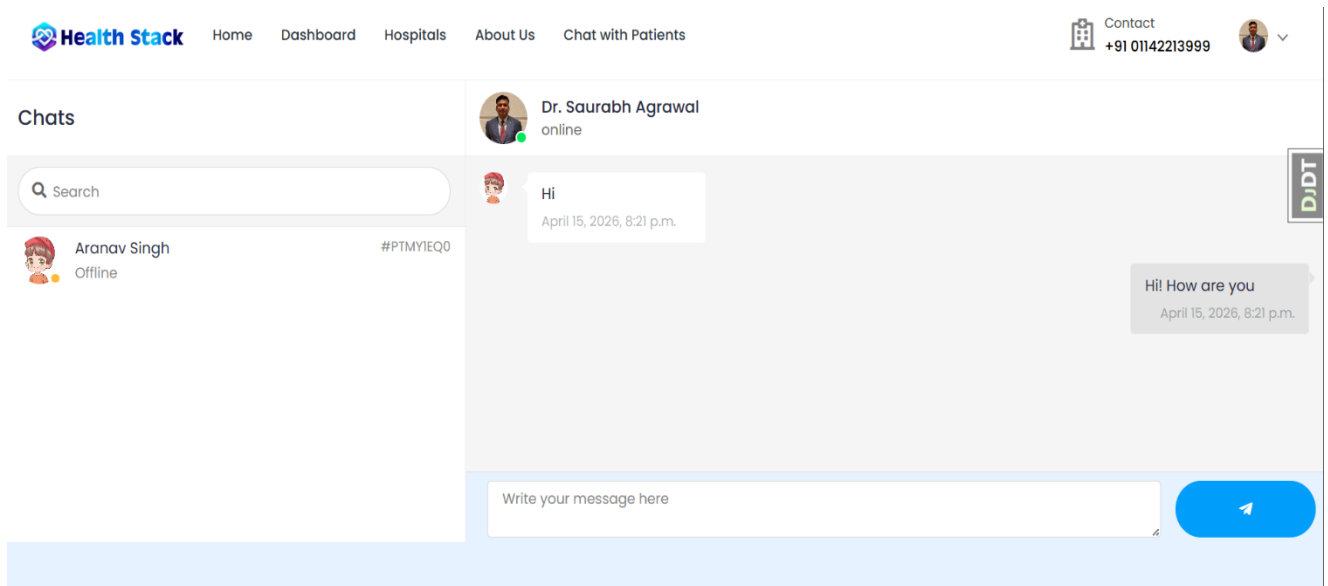 Health Stack
Home
Dashboard
Hospitals
About Us
Chat with Patients
Contact
+91 01142213999
Chats
Search
Aranav Singh
#PTMY1EQ0
Offline
Dr. Saurabh Agrawal
online
Hi
April 15, 2026, 8:21 p.m.
Hi! How are you
April 15, 2026, 8:21 p.m.
Write your message here
DJDT